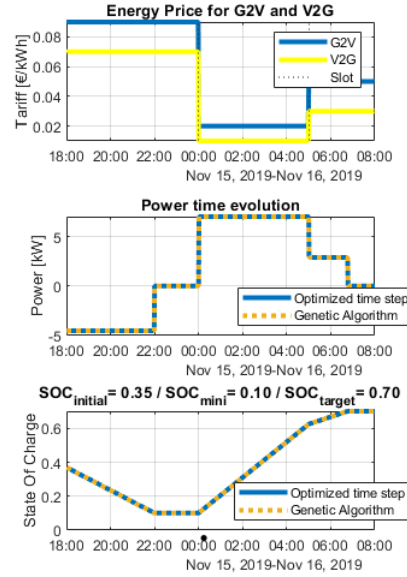 Energy Price for G2V and V2G
Tariff [€/kWh]
0.08
0.06
0.04
0.02
G2V
V2G
Slot
18:00 20:00 22:00 00:00 02:00 04:00 06:00 08:00
Nov 15, 2019-Nov 16, 2019
Power time evolution
Power [kW]
5
0
-5
Optimized time step
Genetic Algorithm
18:00 20:00 22:00 00:00 02:00 04:00 06:00 08:00
Nov 15, 2019-Nov 16, 2019
SOC_initial= 0.35 / SOC_mini= 0.10 / SOC_target= 0.70
State Of Charge
0.6
0.4
0.2
0
Optimized time step
Genetic Algorithm
18:00 20:00 22:00 00:00 02:00 04:00 06:00 08:00
Nov 15, 2019-Nov 16, 2019